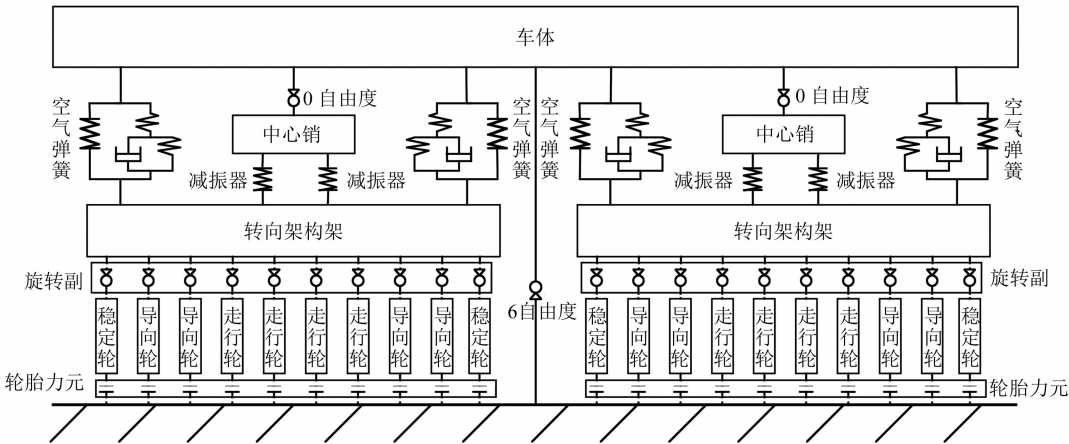 车体
0 自由度
0 自由度
空气弹簧
空气弹簧
空气弹簧
空气弹簧
中心销
中心销
减振器
减振器
减振器
减振器
转向架构架
转向架构架
旋转副
旋转副
6自由度
稳定轮
导向轮
导向轮
走行轮
走行轮
走行轮
走行轮
导向轮
导向轮
稳定轮
稳定轮
导向轮
导向轮
走行轮
走行轮
走行轮
走行轮
导向轮
导向轮
稳定轮
轮胎力元
轮胎力元